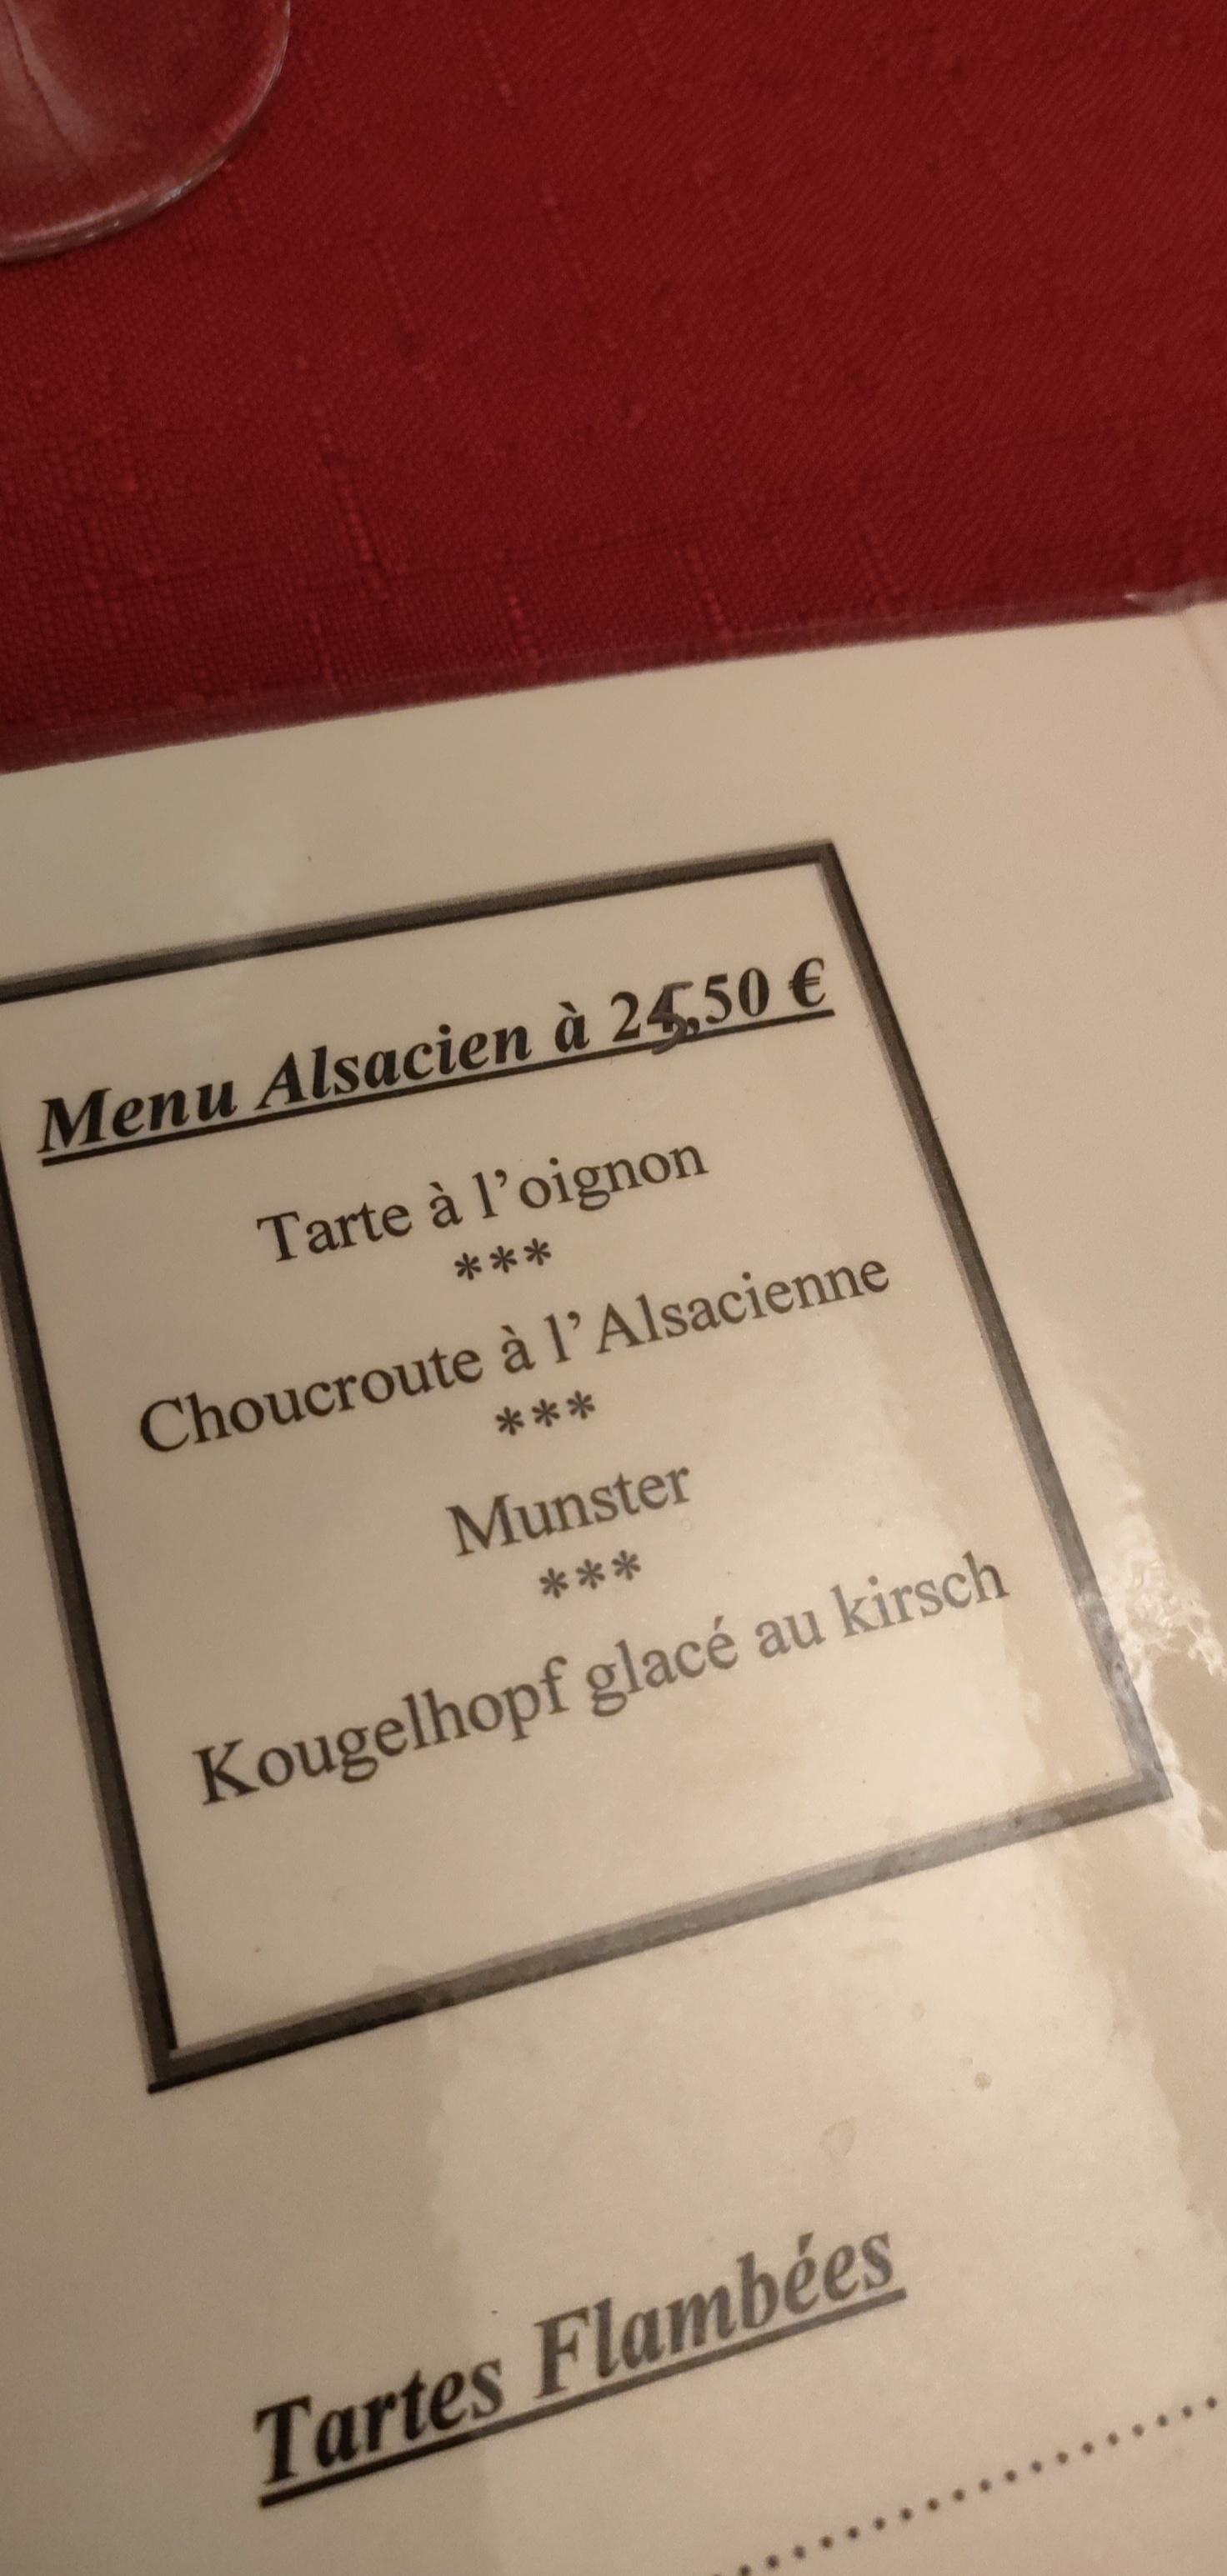 Menu Alsacien à 25,50 €
Tarte à l'oignon
***
Choucroute à l'Alsacienne
***
Munster
***
Kougelhopf glacé au kirsch
Tartes Flambées